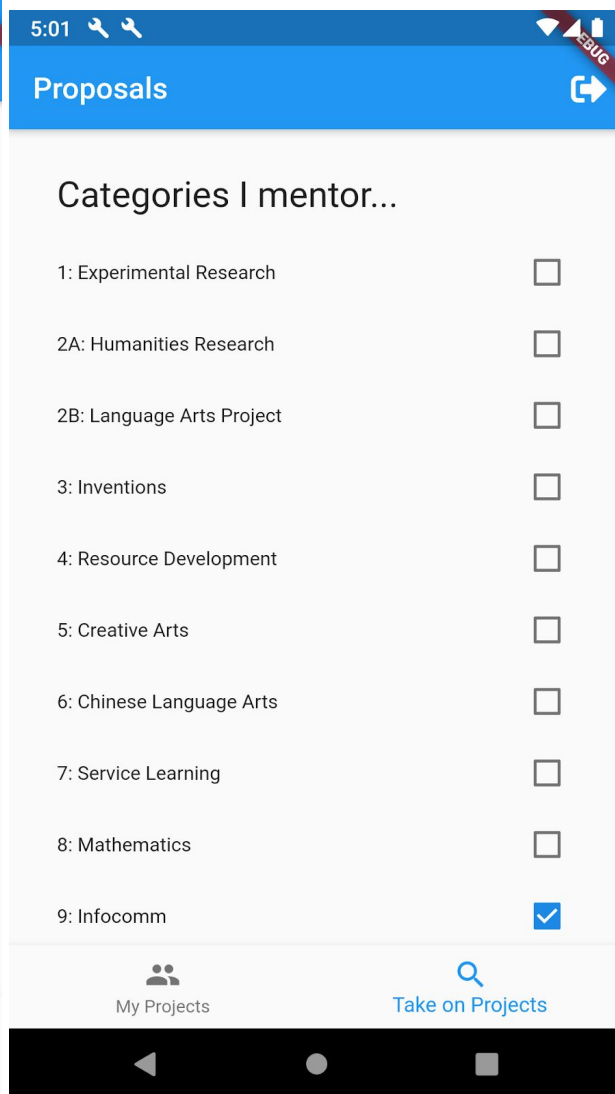 5:01
DEBUG
Proposals
Categories I mentor...
1: Experimental Research
2A: Humanities Research
2B: Language Arts Project
3: Inventions
4: Resource Development
5: Creative Arts
6: Chinese Language Arts
7: Service Learning
8: Mathematics
9: Infocomm
My Projects
Take on Projects